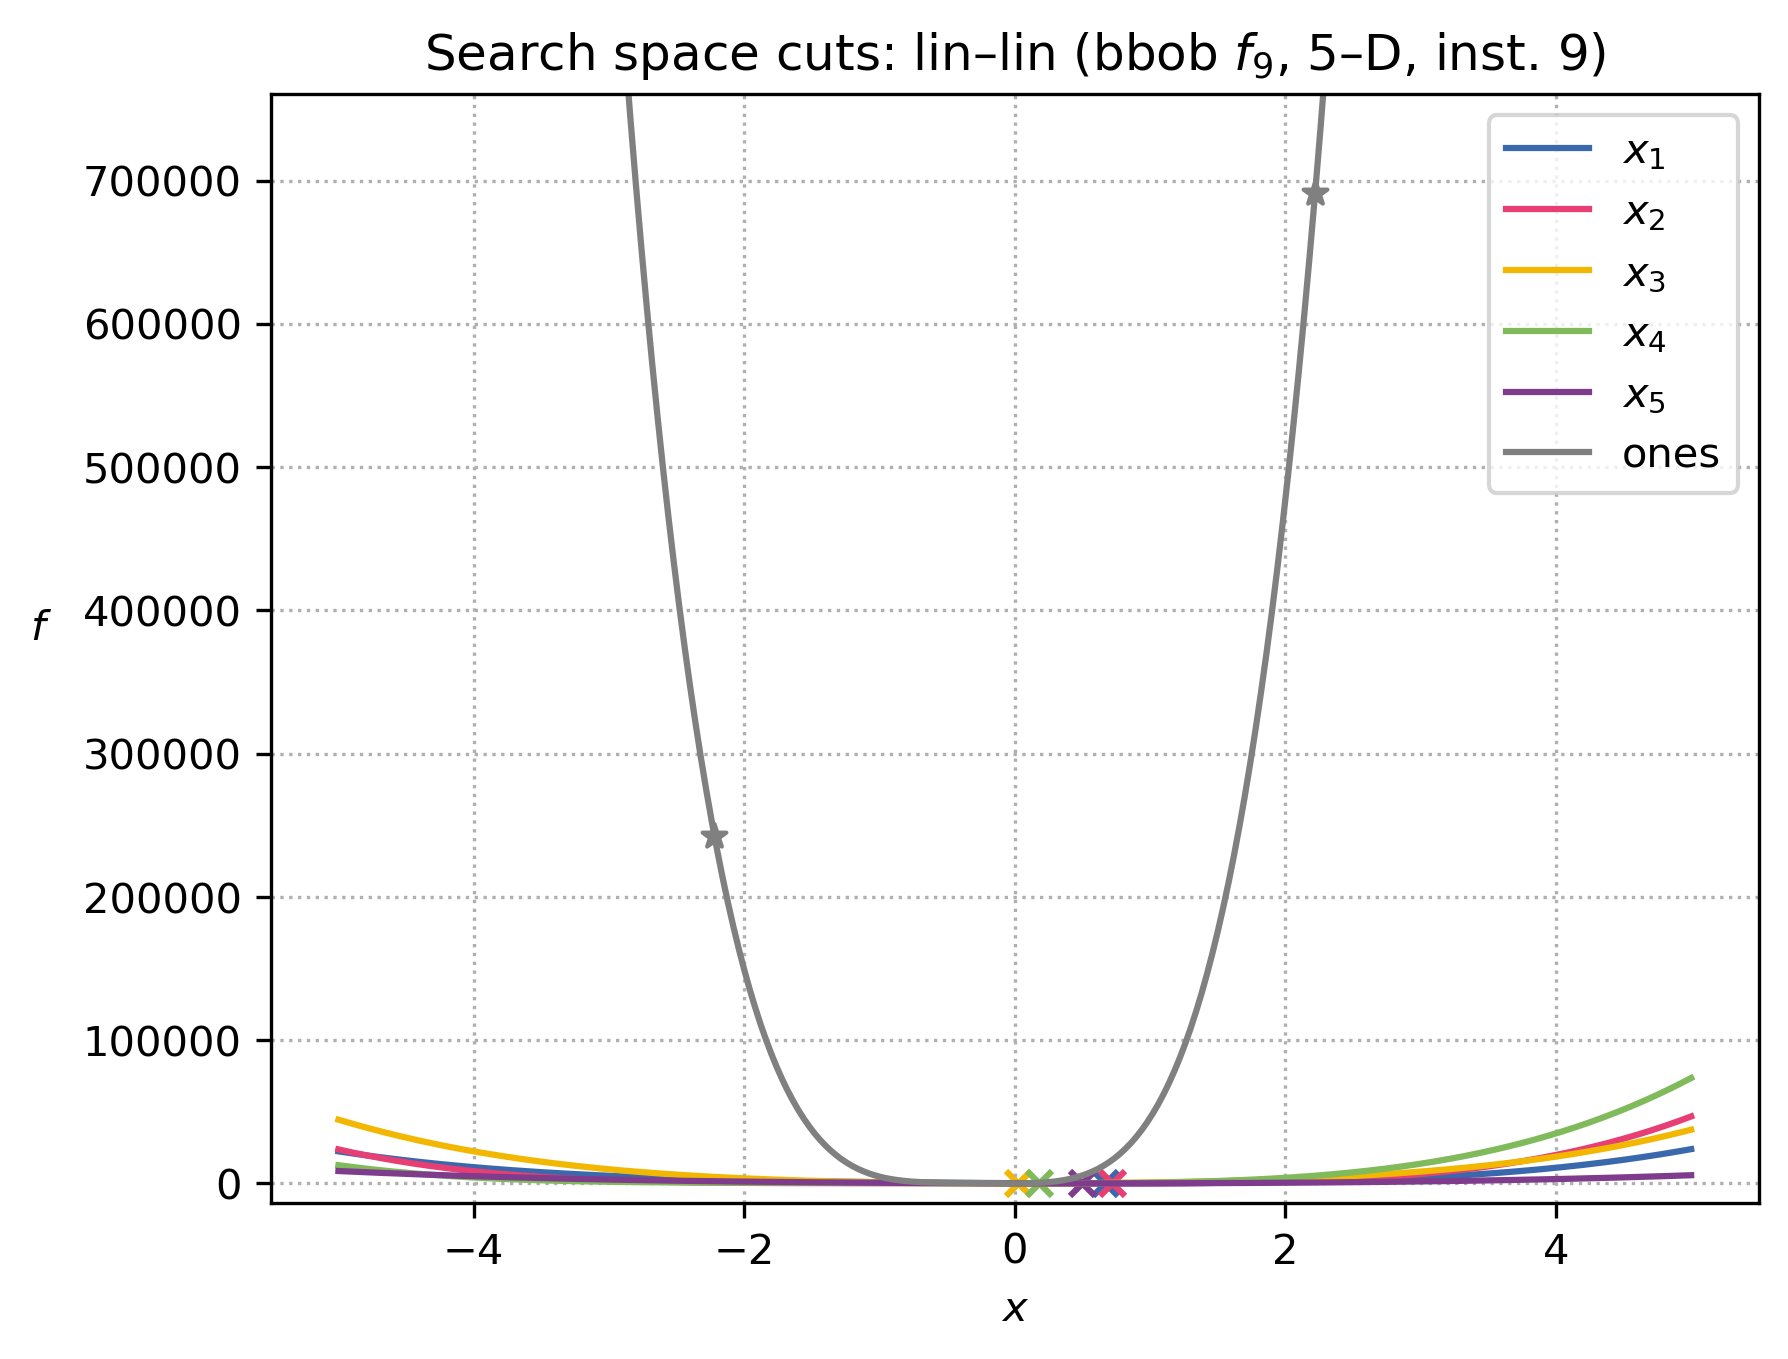 Search space cuts: lin–lin (bbob f₉, 5–D, inst. 9)
700000
600000
500000
400000
300000
200000
100000
0
f
−4
−2
0
2
4
x
x₁
x₂
x₃
x₄
x₅
ones